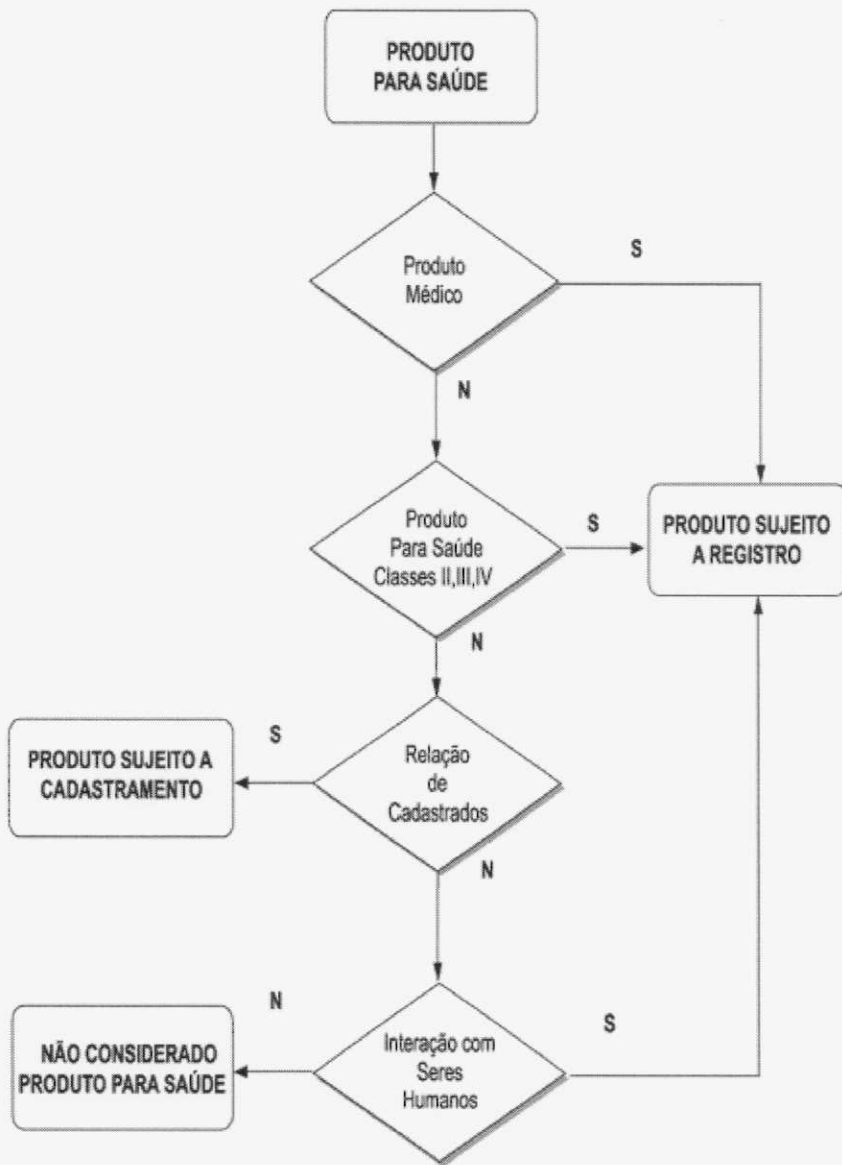 PRODUTO
PARA SAÚDE
Produto
Médico
S
N
Produto
Para Saúde
Classes II,III,IV
S
PRODUTO SUJEITO
A REGISTRO
N
PRODUTO SUJEITO A
CADASTRAMENTO
S
Relação
de
Cadastrados
N
NÃO CONSIDERADO
PRODUTO PARA SAÚDE
N
Interação com
Seres
Humanos
S